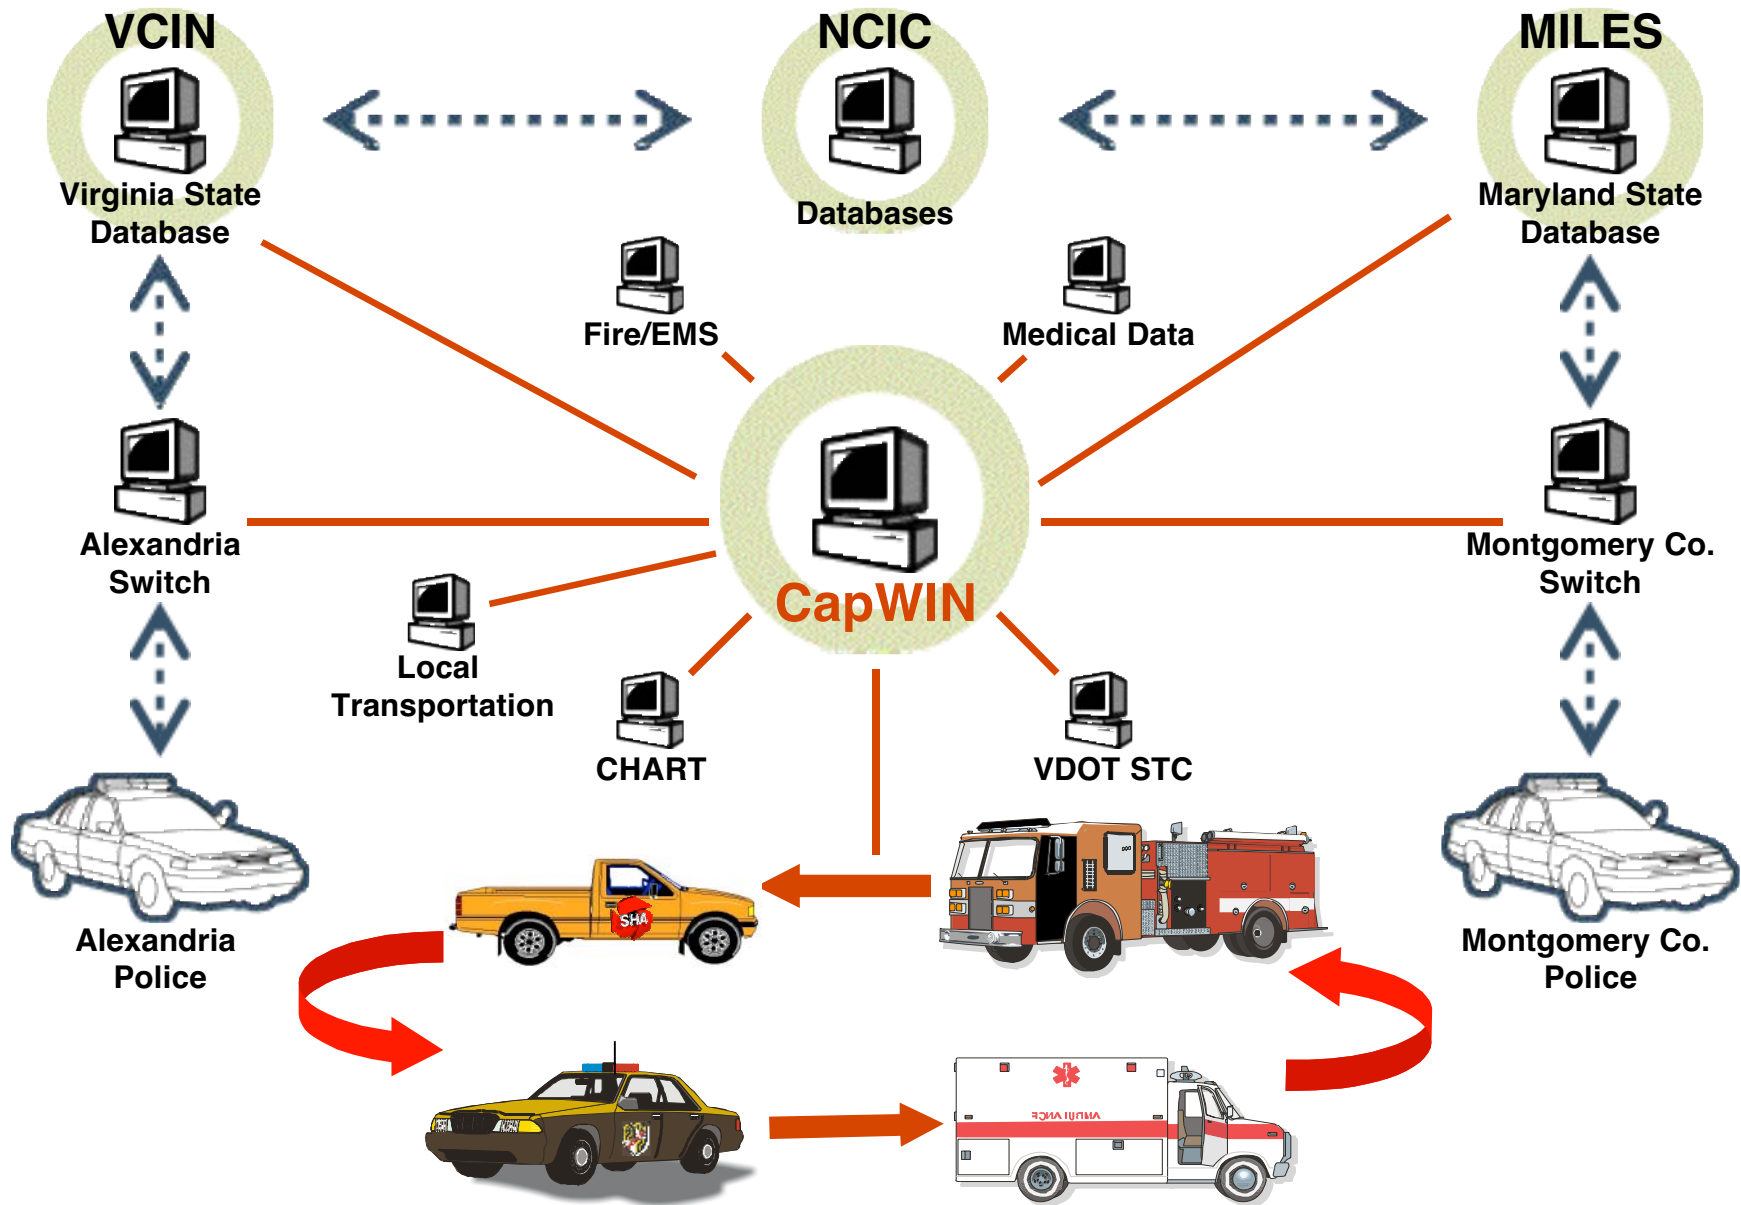 VCIN
NCIC
MILES
Virginia State
Database
Databases
Maryland State
Database
Fire/EMS
Medical Data
Alexandria
Switch
CapWIN
Montgomery Co.
Switch
Local
Transportation
CHART
VDOT STC
SHA
Alexandria
Police
Montgomery Co.
Police
AMBULANCE